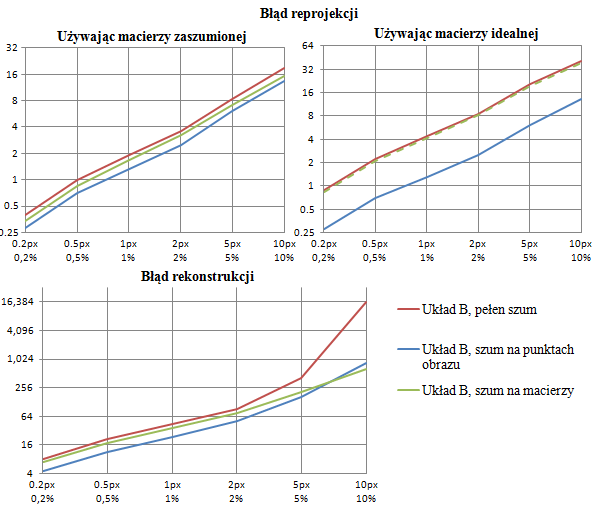 Błąd reprojekcji
Używając macierzy zaszumionej
32
16
8
4
2
1
0.5
0.25
0.2px 0.5px 1px 2px 5px 10px
0,2% 0,5% 1% 2% 5% 10%
Używając macierzy idealnej
64
32
16
8
4
2
1
0.5
0.25
0.2px 0.5px 1px 2px 5px 10px
0,2% 0,5% 1% 2% 5% 10%
Błąd rekonstrukcji
16,384
4,096
1,024
256
64
16
4
0.2px 0.5px 1px 2px 5px 10px
0,2% 0,5% 1% 2% 5% 10%
Układ B, pełen szum
Układ B, szum na punktach
obrazu
Układ B, szum na macierzy